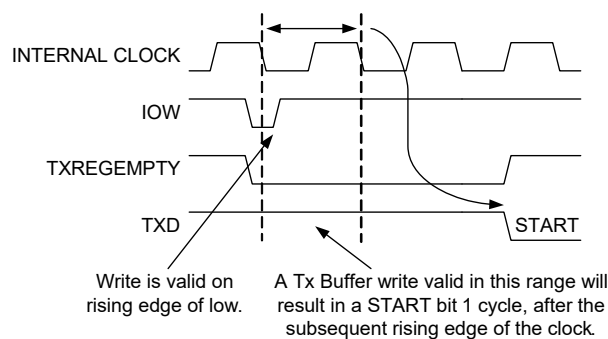 INTERNAL CLOCK
IOW
TXREGEMPTY
TXD
START
Write is valid on
rising edge of low.
A Tx Buffer write valid in this range will
result in a START bit 1 cycle, after the
subsequent rising edge of the clock.